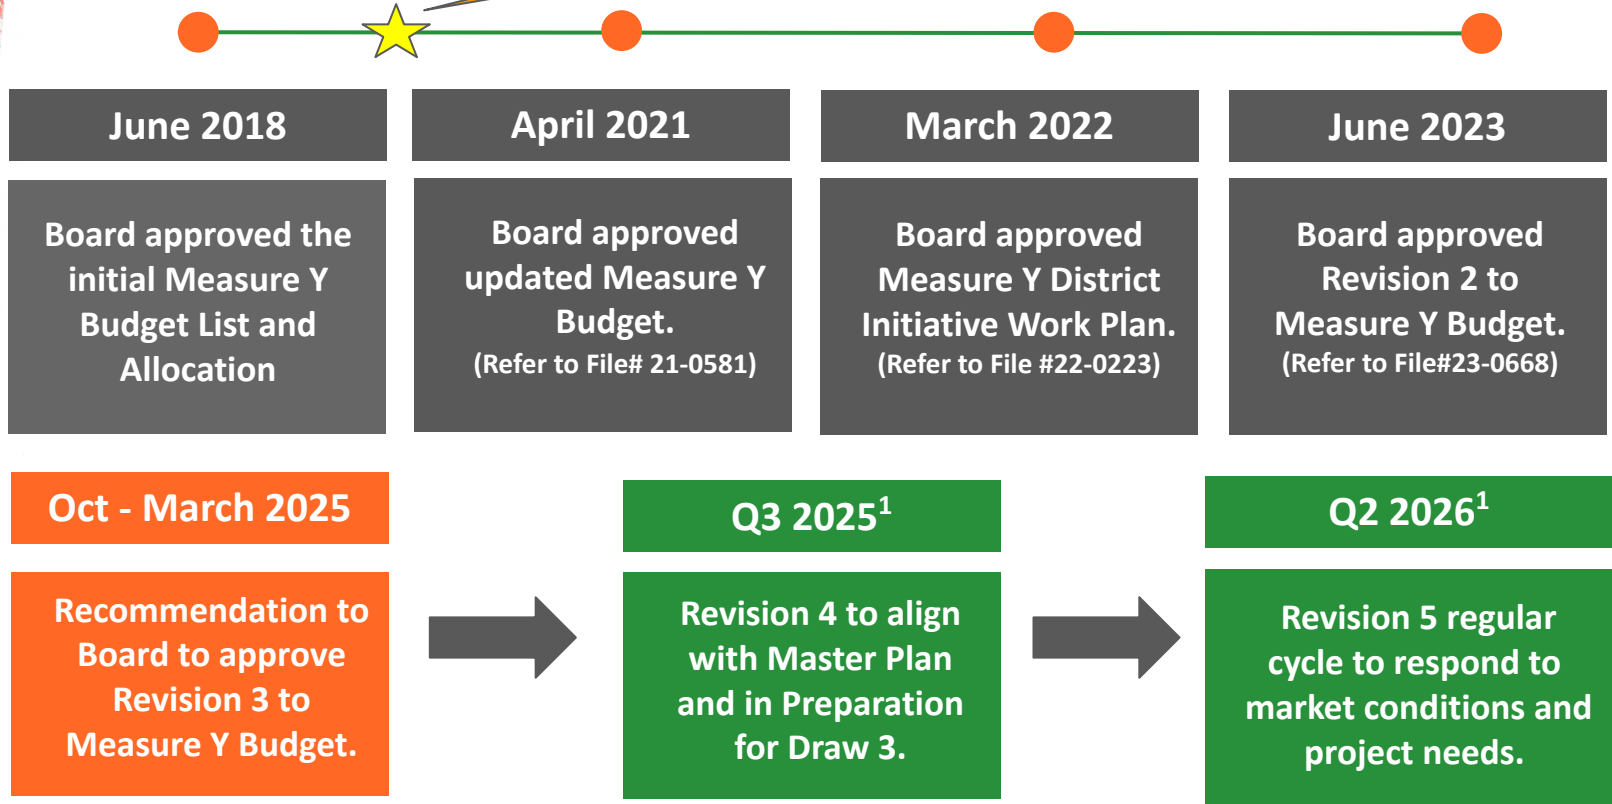 June 2018
Board approved the
initial Measure Y
Budget List and
Allocation
April 2021
Board approved
updated Measure Y
Budget.
(Refer to File# 21-0581)
March 2022
Board approved
Measure Y District
Initiative Work Plan.
(Refer to File #22-0223)
June 2023
Board approved
Revision 2 to
Measure Y Budget.
(Refer to File#23-0668)
Oct - March 2025
Recommendation to
Board to approve
Revision 3 to
Measure Y Budget.
Q3 2025¹
Revision 4 to align
with Master Plan
and in Preparation
for Draw 3.
Q2 2026¹
Revision 5 regular
cycle to respond to
market conditions and
project needs.